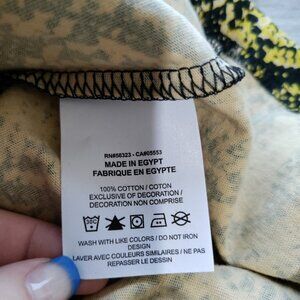 RN#56323 - CA#05553
MADE IN EGYPT
FABRIQUE EN EGYPTE
100% COTTON / COTON
EXCLUSIVE OF DECORATION /
DECORATION NON COMPRISE
WASH WITH LIKE COLORS / DO NOT IRON
DESIGN
LAVER AVEC COULEURS SIMILAIRES / NE PAS
REPASSER LE DESSIN